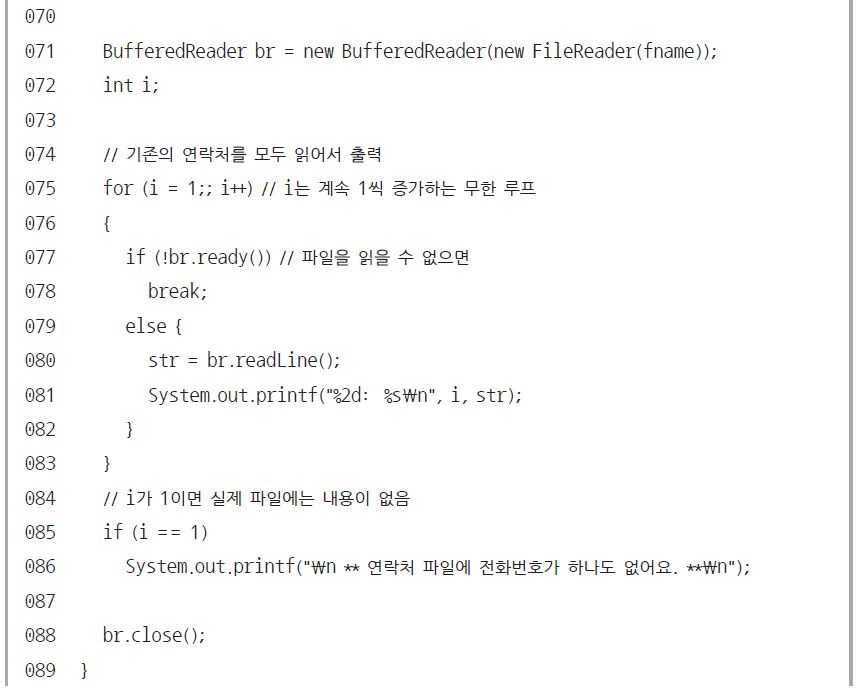 070
071 BufferedReader br = new BufferedReader(new FileReader(fname));
072 int i;
073
074 // 기존의 연락처를 모두 읽어서 출력
075 for (i = 1;; i++) // i는 계속 1씩 증가하는 무한 루프
076 {
077 if (!br.ready()) // 파일을 읽을 수 없으면
078 break;
079 else {
080 str = br.readLine();
081 System.out.printf("%2d: %s₩n", i, str);
082 }
083 }
084 // i가 1이면 실제 파일에는 내용이 없음
085 if (i == 1)
086 System.out.printf("₩n ** 연락처 파일에 전화번호가 하나도 없어요. **₩n");
087
088 br.close();
089 }